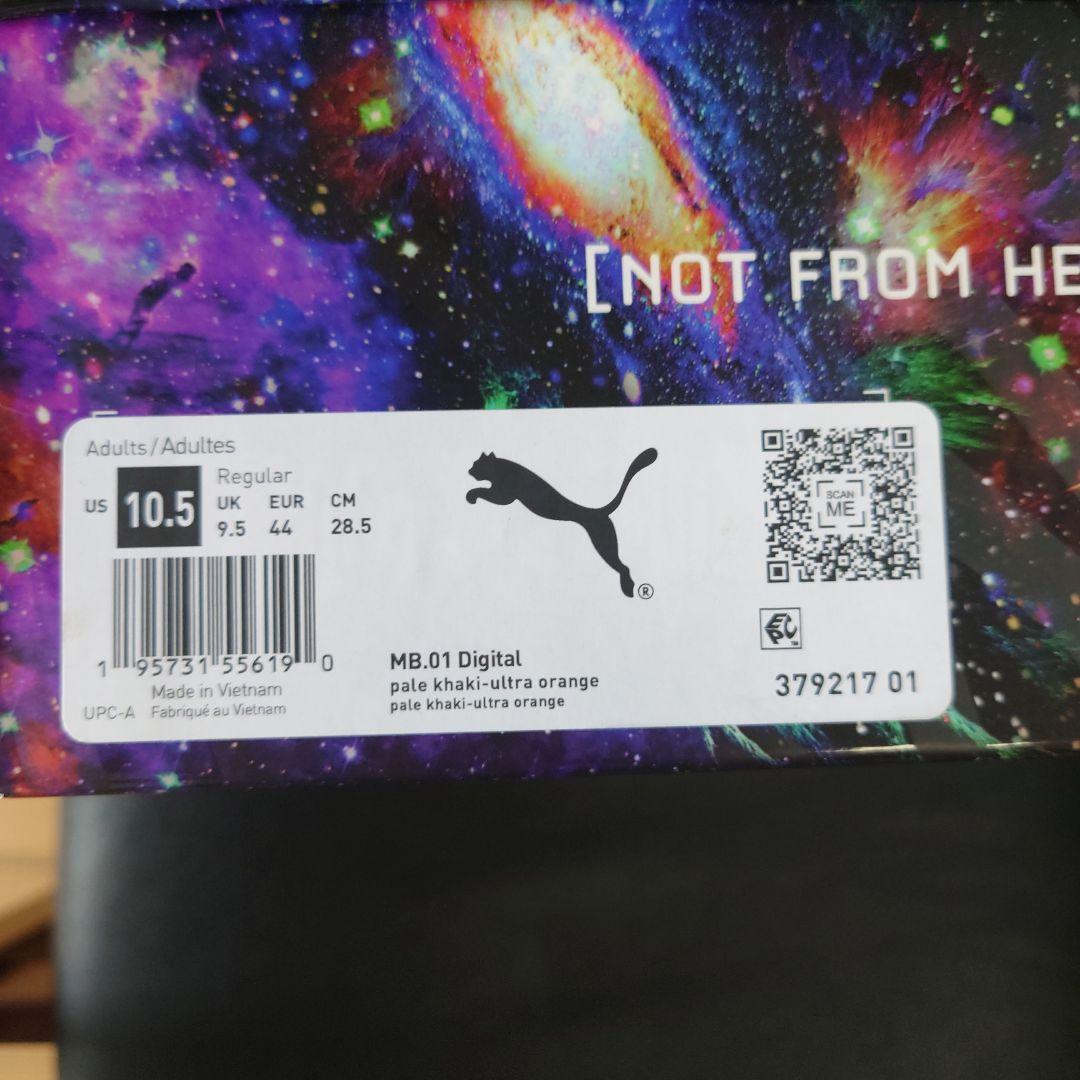 [NOT FROM HE
Adults/Adultes
Regular
US 10.5
UK EUR CM
9.5 44 28.5
SCAN
ME
®
1 95731 55619 0
Made in Vietnam
UPC-A Fabriqué au Vietnam
MB.01 Digital
pale khaki-ultra orange
pale khaki-ultra orange
EPC™
379217 01